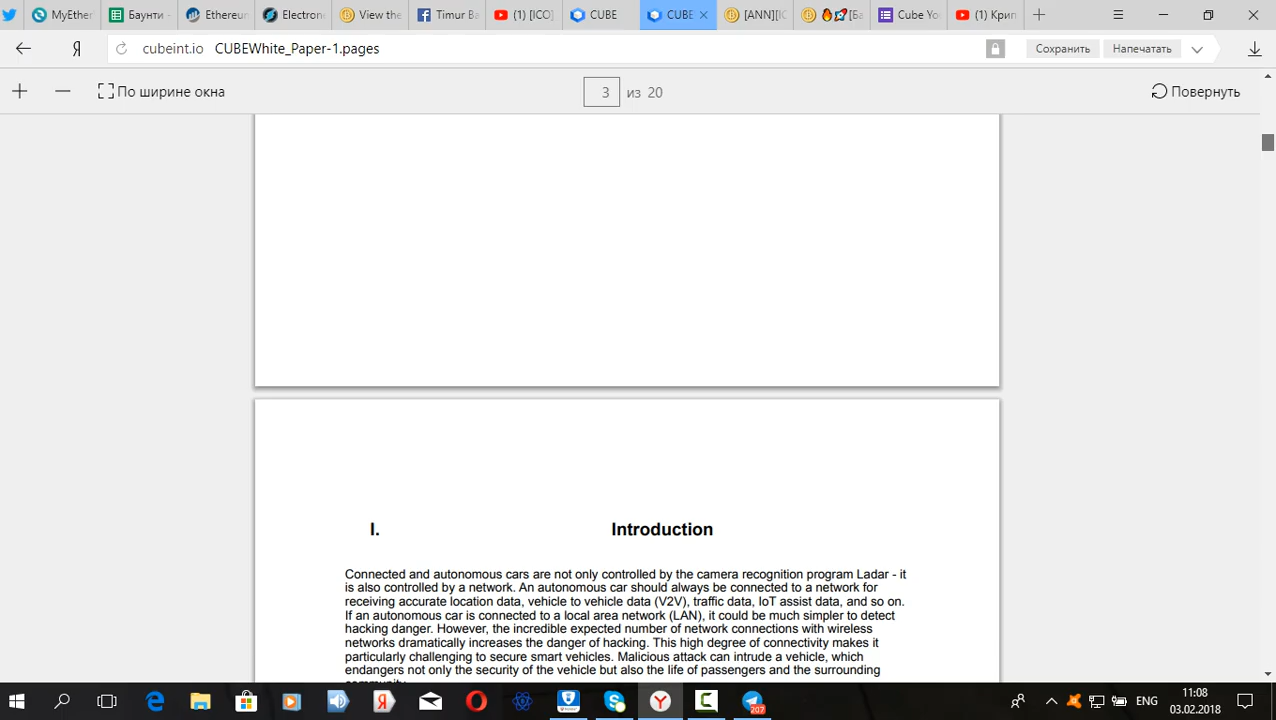 MyEther
Баунти -
Ethereum
Electron
View the
Timur Ba
(1) [ICO]
CUBE
CUBE
[ANN][I
[Ба
Cube Yo
(1) Крип
Я
cubeint.io CUBEWhite_Paper-1.pages
Сохранить
Напечатать
По ширине окна
3 из 20
Повернуть
I. Introduction
Connected and autonomous cars are not only controlled by the camera recognition program Ladar - it
is also controlled by a network. An autonomous car should always be connected to a network for
receiving accurate location data, vehicle to vehicle data (V2V), traffic data, IoT assist data, and so on.
If an autonomous car is connected to a local area network (LAN), it could be much simpler to detect
hacking danger. However, the incredible expected number of network connections with wireless
networks dramatically increases the danger of hacking. This high degree of connectivity makes it
particularly challenging to secure smart vehicles. Malicious attack can intrude a vehicle, which
endangers not only the security of the vehicle but also the life of passengers and the surrounding
community.
207
ENG
11:08
03.02.2018